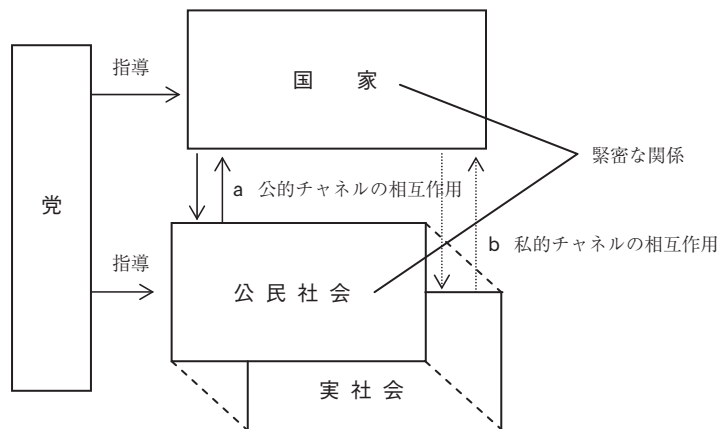 国　家
指導
緊密な関係
党
a 公的チャネルの相互作用
b 私的チャネルの相互作用
指導
公民社会
実社会